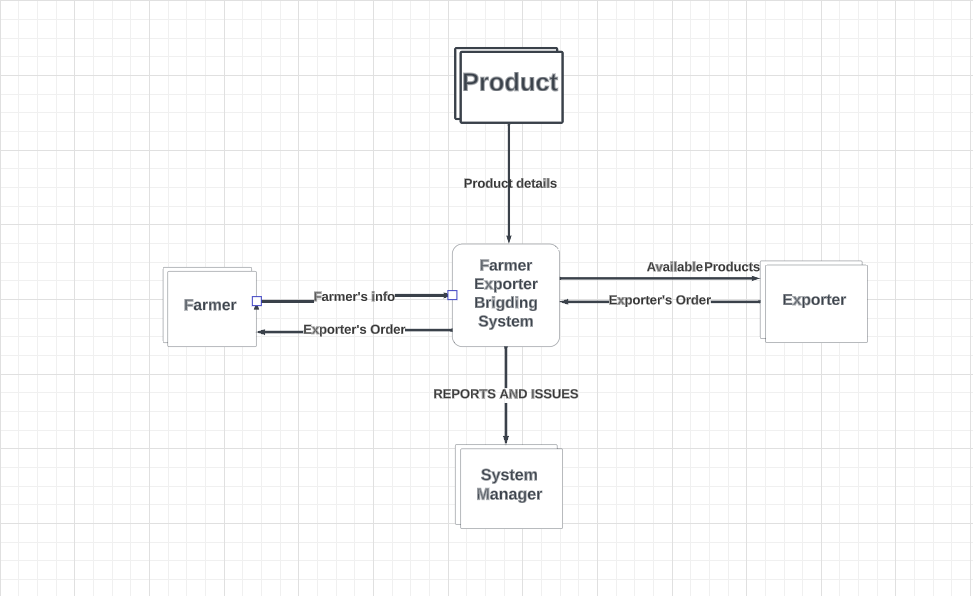 Product
Product details
Farmer
Exporter
Brigding
System
Available Products
Farmer
Farmer's info
Exporter's Order
Exporter
Exporter's Order
REPORTS AND ISSUES
System
Manager